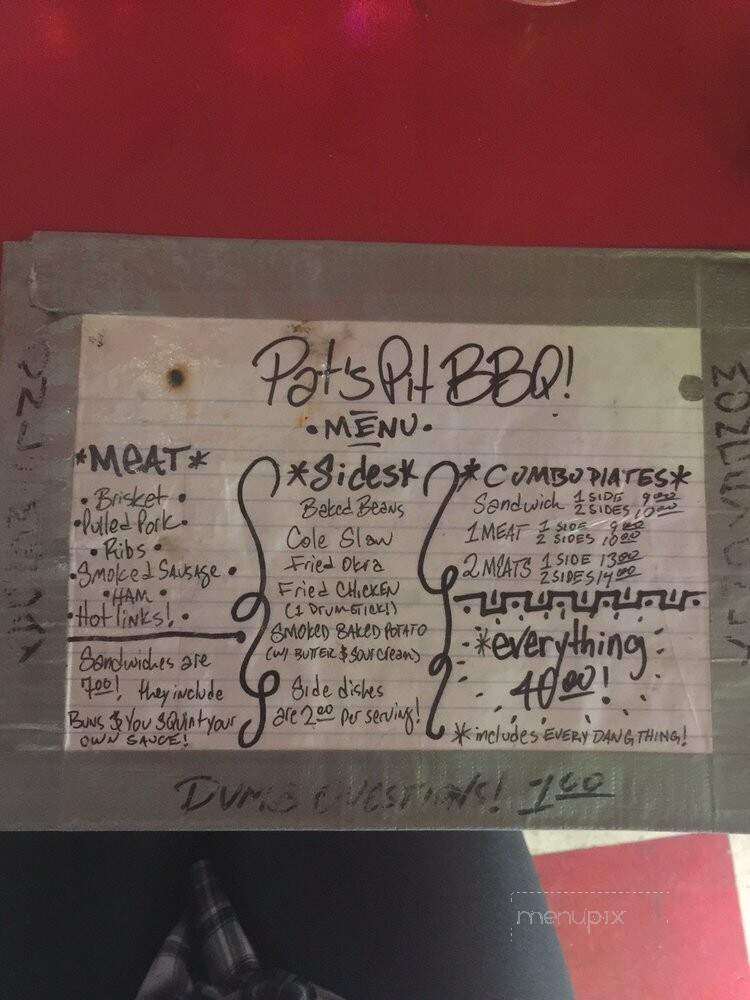 Pat's Pit BBQ!
• MENU •
*MEAT*
• Brisket •
• Pulled Pork •
• Ribs •
• Smoked Sausage •
• HAM •
• Hot links! •
Sandwiches are
7.00! they include
Buns $ You squint your
OWN SAUCE!
*Sides*
Baked Beans
Cole Slaw
Fried Okra
Fried CHICKEN
(1 DRUMSTICK!)
SMOKED BAKED POTATO
(W/ BUTTER $ SOUR CREAM)
Side dishes
are 2.00 per serving!
*COMBO PLATES*
Sandwich 1 SIDE 9.00
2 SIDES 10.00
1 MEAT 1 SIDE 9.00
2 SIDES 10.00
2 MEATS 1 SIDE 13.00
2 SIDES 14.00
*everything
40.00!
*includes EVERY DANG THING!
DUMB QUESTIONS! 1.00
menupix